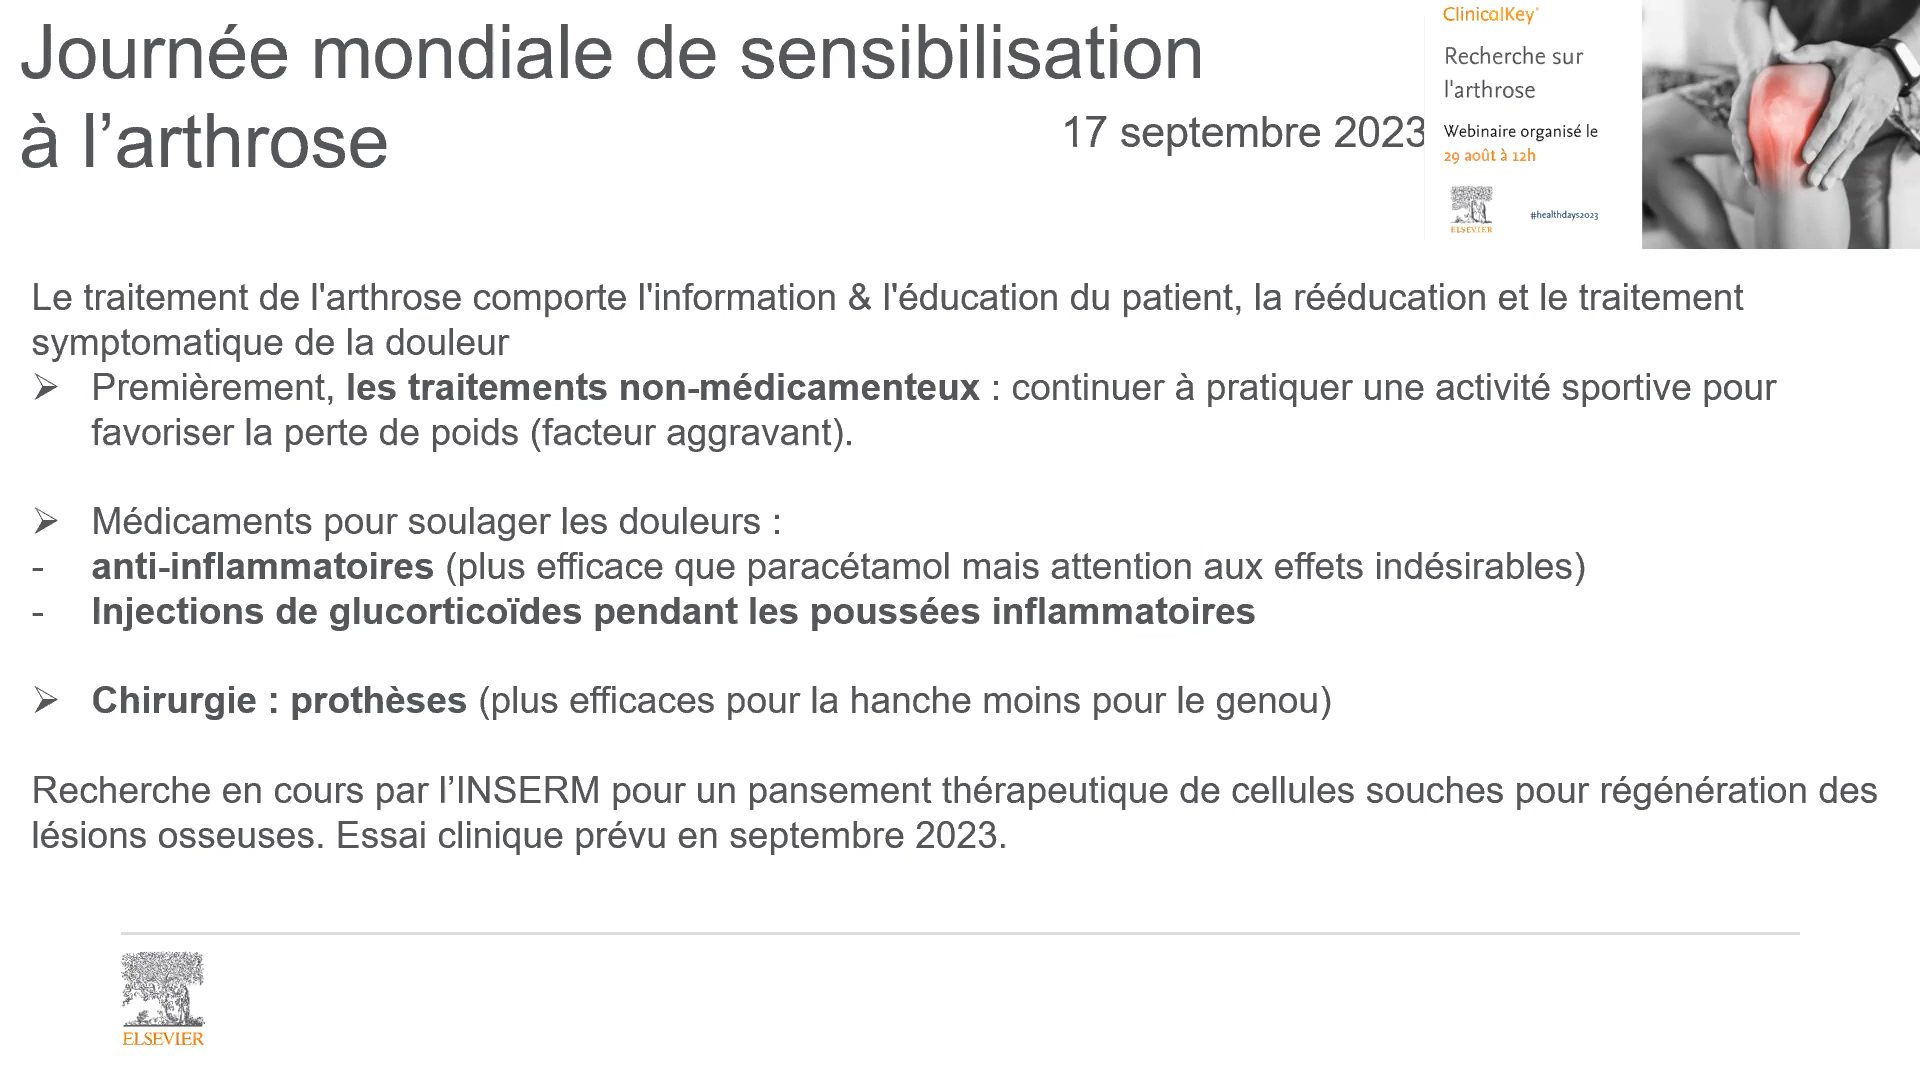 Journée mondiale de sensibilisation
à l’arthrose
17 septembre 2023
ClinicalKey®
Recherche sur
l'arthrose
Webinaire organisé le
29 août à 12h
ELSEVIER
#healthdays2023
Le traitement de l'arthrose comporte l'information & l'éducation du patient, la rééducation et le traitement
symptomatique de la douleur
➢ Premièrement, les traitements non-médicamenteux : continuer à pratiquer une activité sportive pour
favoriser la perte de poids (facteur aggravant).
➢ Médicaments pour soulager les douleurs :
- anti-inflammatoires (plus efficace que paracétamol mais attention aux effets indésirables)
- Injections de glucorticoïdes pendant les poussées inflammatoires
➢ Chirurgie : prothèses (plus efficaces pour la hanche moins pour le genou)
Recherche en cours par l’INSERM pour un pansement thérapeutique de cellules souches pour régénération des
lésions osseuses. Essai clinique prévu en septembre 2023.
ELSEVIER